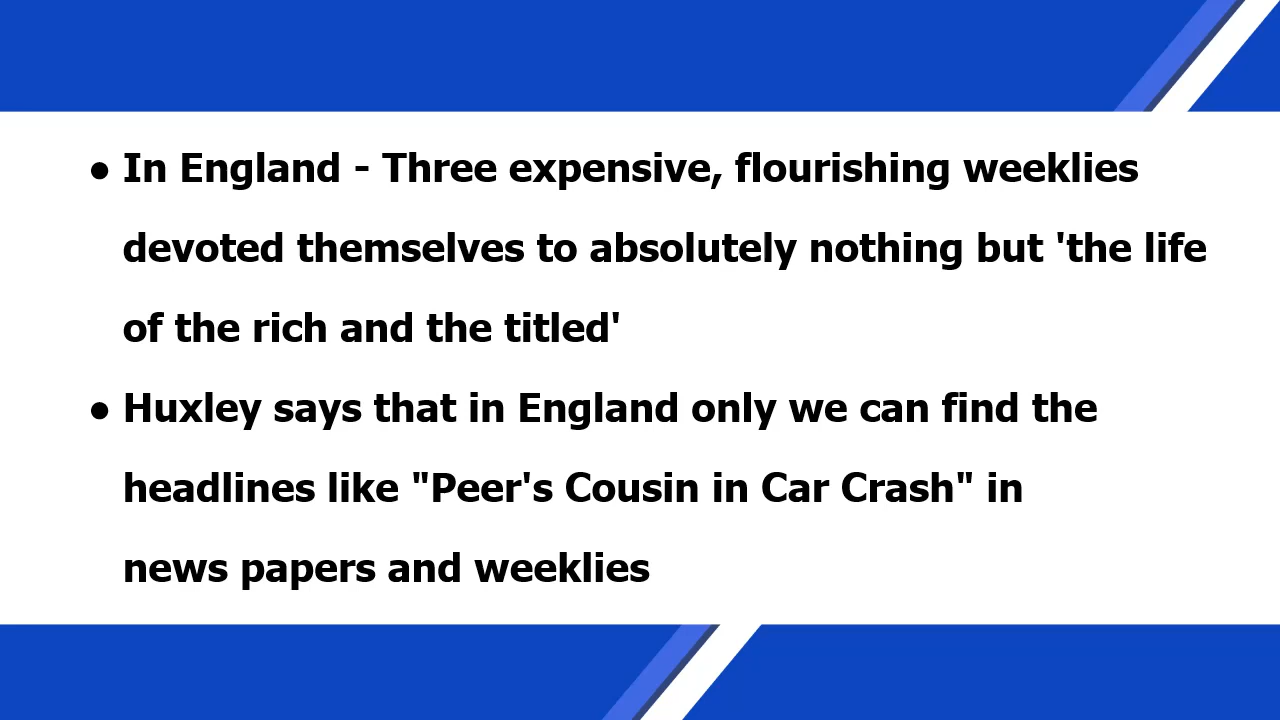 ● In England - Three expensive, flourishing weeklies
devoted themselves to absolutely nothing but 'the life
of the rich and the titled'
● Huxley says that in England only we can find the
headlines like "Peer's Cousin in Car Crash" in
news papers and weeklies